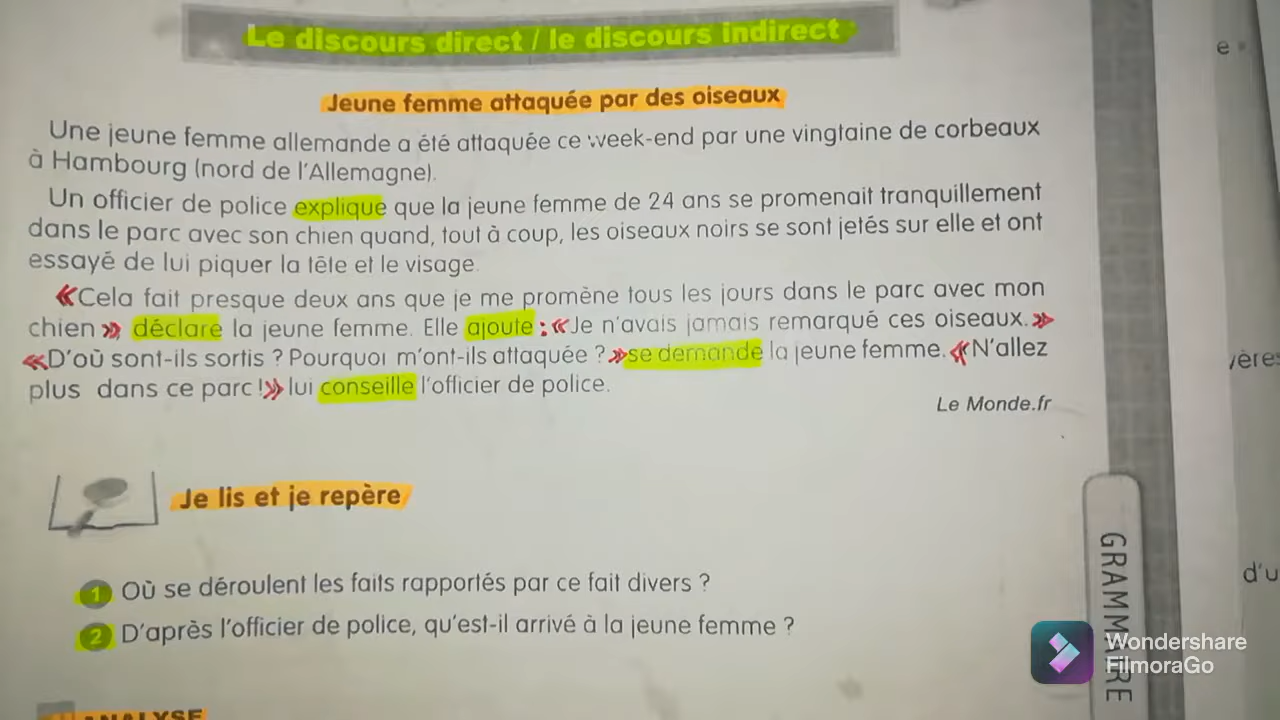 Le discours direct / le discours indirect
Jeune femme attaquée par des oiseaux
Une jeune femme allemande a été attaquée ce week-end par une vingtaine de corbeaux
à Hambourg (nord de l'Allemagne).
Un officier de police explique que la jeune femme de 24 ans se promenait tranquillement
dans le parc avec son chien quand, tout à coup, les oiseaux noirs se sont jetés sur elle et ont
essayé de lui piquer la tête et le visage.
«Cela fait presque deux ans que je me promène tous les jours dans le parc avec mon
chien», déclare la jeune femme. Elle ajoute : «Je n'avais jamais remarqué ces oiseaux.»
«D'où sont-ils sortis ? Pourquoi m'ont-ils attaquée ?» se demande la jeune femme. «N'allez
plus dans ce parc !» lui conseille l'officier de police.
Le Monde.fr
Je lis et je repère
1 Où se déroulent les faits rapportés par ce fait divers ?
2 D'après l'officier de police, qu'est-il arrivé à la jeune femme ?
ANALYSE
GRAMMAIRE
e
d'u
Wondershare
FilmoraGo